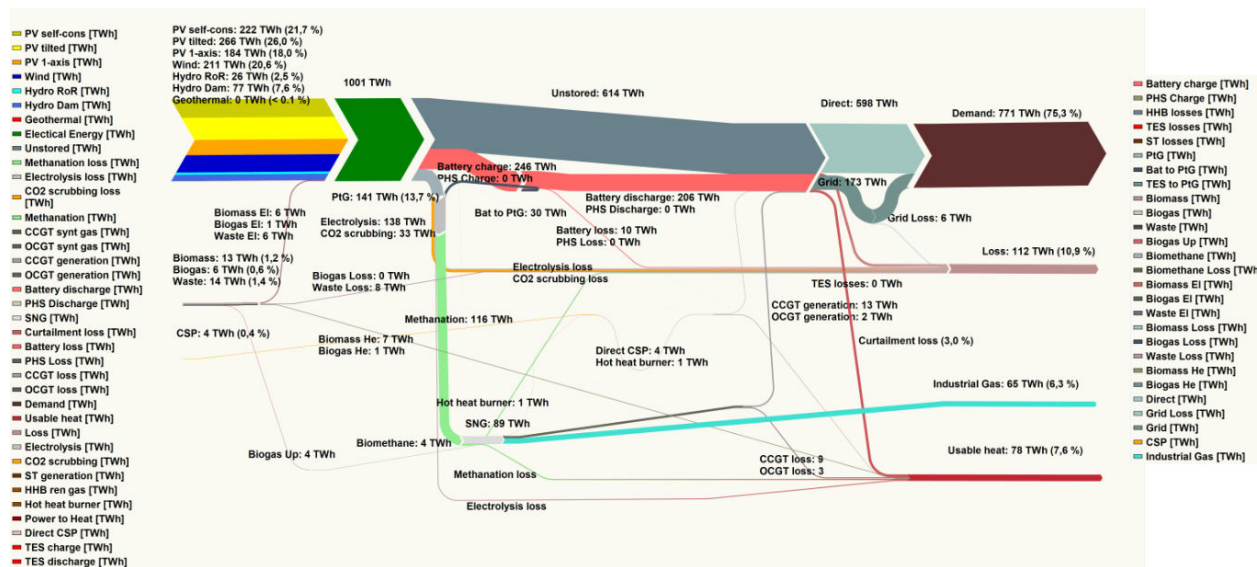 PV self-cons [TWh]
PV tilted [TWh]
PV 1-axis [TWh]
Wind [TWh]
Hydro RoR [TWh]
Hydro Dam [TWh]
Geothermal [TWh]
Electical Energy [TWh]
Unstored [TWh]
Methanation loss [TWh]
Electrolysis loss [TWh]
CO2 scrubbing loss
[TWh]
Methanation [TWh]
CCGT synt gas [TWh]
OCGT synt gas [TWh]
CCGT generation [TWh]
OCGT generation [TWh]
Battery discharge [TWh]
PHS Discharge [TWh]
SNG [TWh]
Curtailment loss [TWh]
Battery loss [TWh]
PHS Loss [TWh]
CCGT loss [TWh]
OCGT loss [TWh]
Demand [TWh]
Usable heat [TWh]
Loss [TWh]
Electrolysis [TWh]
CO2 scrubbing [TWh]
ST generation [TWh]
HHB ren gas [TWh]
Hot heat burner [TWh]
Power to Heat [TWh]
Direct CSP [TWh]
TES charge [TWh]
TES discharge [TWh]
PV self-cons: 222 TWh (21,7 %)
PV tilted: 266 TWh (26,0 %)
PV 1-axis: 184 TWh (18,0 %)
Wind: 211 TWh (20,6 %)
Hydro RoR: 26 TWh (2,5 %)
Hydro Dam: 77 TWh (7,6 %)
Geothermal: 0 TWh (< 0.1 %)
1001 TWh
Unstored: 614 TWh
Direct: 598 TWh
Demand: 771 TWh (75,3 %)
Battery charge: 246 TWh
PHS Charge: 0 TWh
Grid: 173 TWh
PtG: 141 TWh (13,7 %)
Battery discharge: 206 TWh
PHS Discharge: 0 TWh
Biomass El: 6 TWh
Biogas El: 1 TWh
Waste El: 6 TWh
Electrolysis: 138 TWh
CO2 scrubbing: 33 TWh
Bat to PtG: 30 TWh
Grid Loss: 6 TWh
Battery loss: 10 TWh
PHS Loss: 0 TWh
Loss: 112 TWh (10,9 %)
Biomass: 13 TWh (1,2 %)
Biogas: 6 TWh (0,6 %)
Waste: 14 TWh (1,4 %)
Biogas Loss: 0 TWh
Waste Loss: 8 TWh
Electrolysis loss
CO2 scrubbing loss
TES losses: 0 TWh
CCGT generation: 13 TWh
OCGT generation: 2 TWh
Methanation: 116 TWh
CSP: 4 TWh (0,4 %)
Biomass He: 7 TWh
Biogas He: 1 TWh
Direct CSP: 4 TWh
Hot heat burner: 1 TWh
Curtailment loss (3,0 %)
Industrial Gas: 65 TWh (6,3 %)
Hot heat burner: 1 TWh
SNG: 89 TWh
Biomethane: 4 TWh
Biogas Up: 4 TWh
Usable heat: 78 TWh (7,6 %)
CCGT loss: 9
OCGT loss: 3
Methanation loss
Electrolysis loss
Battery charge [TWh]
PHS Charge [TWh]
HHB losses [TWh]
TES losses [TWh]
ST losses [TWh]
PtG [TWh]
Bat to PtG [TWh]
TES to PtG [TWh]
Biomass [TWh]
Biogas [TWh]
Waste [TWh]
Biogas Up [TWh]
Biomethane [TWh]
Biomethane Loss [TWh]
Biomass El [TWh]
Biogas El [TWh]
Waste El [TWh]
Biomass Loss [TWh]
Biogas Loss [TWh]
Waste Loss [TWh]
Biomass He [TWh]
Biogas He [TWh]
Direct [TWh]
Grid Loss [TWh]
Grid [TWh]
CSP [TWh]
Industrial Gas [TWh]